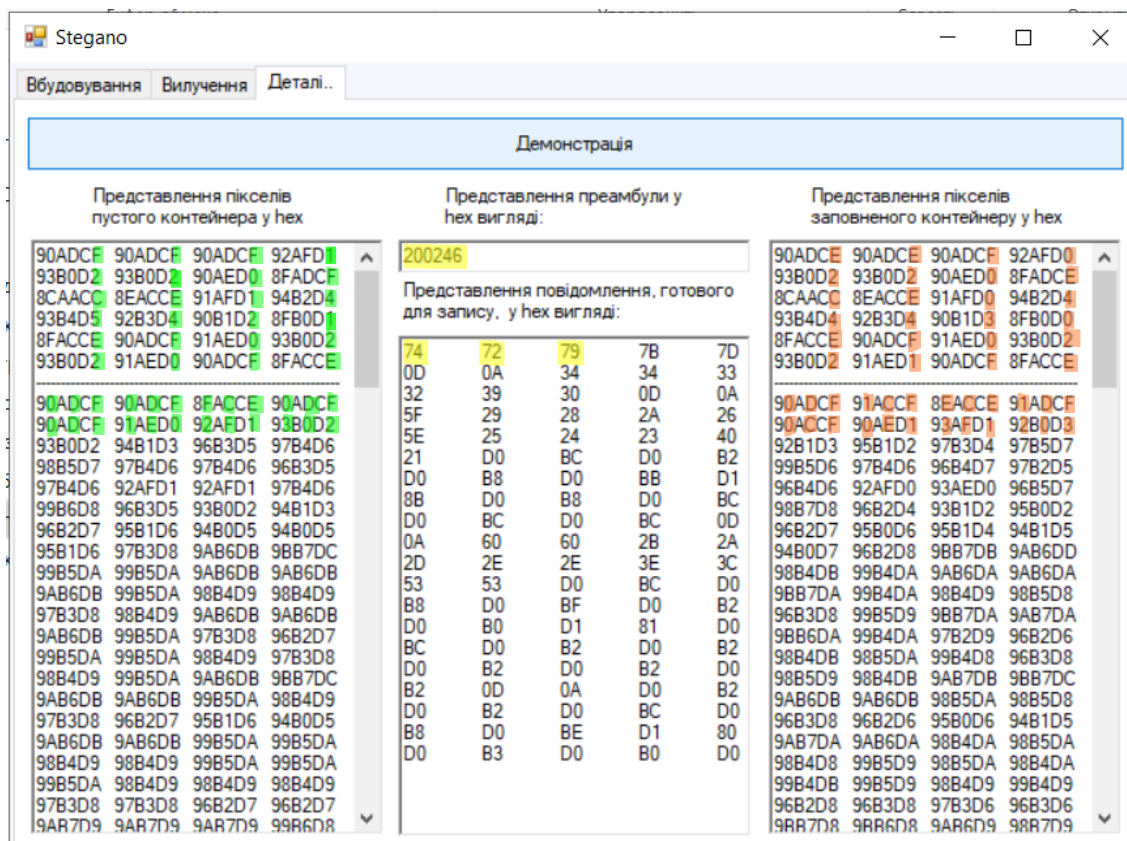 Stegano
Вбудовування Вилучення Деталі..
Демонстрація
Представлення пікселів
пустого контейнера у hex
90ADCF 90ADCF 90ADCF 92AFD1
93B0D2 93B0D2 90AED0 8FADCF
8CAACC 8EACCE 91AFD1 94B2D4
93B4D5 92B3D4 90B1D2 8FB0D1
8FACCE 90ADCF 91AED0 93B0D2
93B0D2 91AED0 90ADCF 8FACCE
90ADCF 90ADCF 8FACCE 90ADCF
90ADCF 91AED0 92AFD1 93B0D2
93B0D2 94B1D3 96B3D5 97B4D6
98B5D7 97B4D6 97B4D6 96B3D5
97B4D6 92AFD1 92AFD1 97B4D6
99B6D8 96B3D5 93B0D2 94B1D3
96B2D7 95B1D6 94B0D5 94B0D5
95B1D6 97B3D8 9AB6DB 9BB7DC
99B5DA 99B5DA 9AB6DB 9AB6DB
9AB6DB 99B5DA 98B4D9 98B4D9
97B3D8 98B4D9 9AB6DB 9AB6DB
9AB6DB 99B5DA 97B3D8 96B2D7
99B5DA 99B5DA 98B4D9 97B3D8
98B4D9 99B5DA 9AB6DB 9BB7DC
9AB6DB 9AB6DB 99B5DA 98B4D9
97B3D8 96B2D7 95B1D6 94B0D5
9AB6DB 9AB6DB 99B5DA 99B5DA
98B4D9 98B4D9 99B5DA 99B5DA
99B5DA 98B4D9 98B4D9 98B4D9
97B3D8 97B3D8 96B2D7 96B2D7
9AB7D9 9AB7D9 9AB7D9 99B6D8
Представлення преамбули у
hex вигляді:
200246
Представлення повідомлення, готового
для запису, у hex вигляді:
74 72 79 7B 7D
0D 0A 34 34 33
32 39 30 0D 0A
5F 29 28 2A 26
5E 25 24 23 40
21 D0 BC D0 B2
D0 B8 D0 BB D1
8B D0 B8 D0 BC
D0 BC D0 BC 0D
0A 60 60 2B 2A
2D 2E 2E 3E 3C
53 53 D0 BC D0
B8 D0 BF D0 B2
D0 B0 D1 81 D0
BC D0 B2 D0 B2
D0 B2 D0 B2 D0
B2 0D 0A D0 B2
D0 B2 D0 BC D0
B8 D0 BE D1 80
D0 B3 D0 B0 D0
Представлення пікселів
заповненого контейнеру у hex
90ADCE 90ADCE 90ADCF 92AFD0
93B0D2 93B0D2 90AED0 8FADCE
8CAACC 8EACCE 91AFD0 94B2D4
93B4D4 92B3D4 90B1D3 8FB0D0
8FACCE 90ADCF 91AED0 93B0D2
93B0D2 91AED1 90ADCF 8FACCE
90ADCF 91ACCF 8EACCE 91ADCF
90ACCF 90AED1 93AFD1 92B0D3
92B1D3 95B1D2 97B3D4 97B5D7
99B5D6 97B4D6 96B4D7 97B2D5
96B4D6 92AFD0 93AED0 96B5D7
98B7D8 96B2D4 93B1D2 95B0D2
96B2D7 95B0D6 95B1D4 94B1D5
94B0D7 96B2D8 9BB7DB 9AB6DD
98B4DB 99B4DA 9AB6DA 9AB6DA
9BB7DA 99B4DA 98B4D9 98B5D8
96B3D8 99B5D9 9BB7DA 9AB7DA
9BB6DA 99B4DA 97B2D9 96B2D6
98B4DB 98B5DA 99B4D8 96B3D8
98B5D9 98B4DB 9AB7DB 9BB7DC
9AB6DB 9AB6DB 98B5DA 98B5D8
96B3D8 96B2D6 95B0D6 94B1D5
9AB7DA 9AB6DA 98B4DA 98B5DA
98B4D8 99B5D9 98B5DA 98B4DA
99B4DB 99B5D9 98B4D9 99B4D9
96B2D8 96B3D8 97B3D6 96B3D6
9BB7D8 9BB6D8 9AB6D9 98B7D9